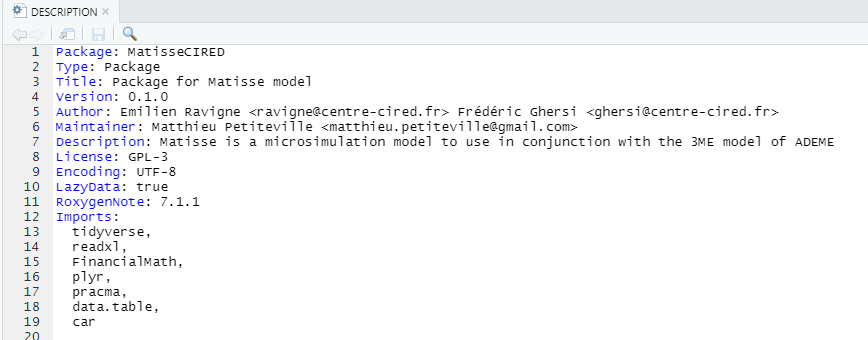 DESCRIPTION
1 Package: MatisseCIRED
2 Type: Package
3 Title: Package for Matisse model
4 Version: 0.1.0
5 Author: Emilien Ravigne <ravigne@centre-cired.fr> Frédéric Ghersi <ghersi@centre-cired.fr>
6 Maintainer: Matthieu Petiteville <matthieu.petiteville@gmail.com>
7 Description: Matisse is a microsimulation model to use in conjunction with the 3ME model of ADEME
8 License: GPL-3
9 Encoding: UTF-8
10 LazyData: true
11 RoxygenNote: 7.1.1
12 Imports:
13 tidyverse,
14 readxl,
15 FinancialMath,
16 plyr,
17 pracma,
18 data.table,
19 car
20